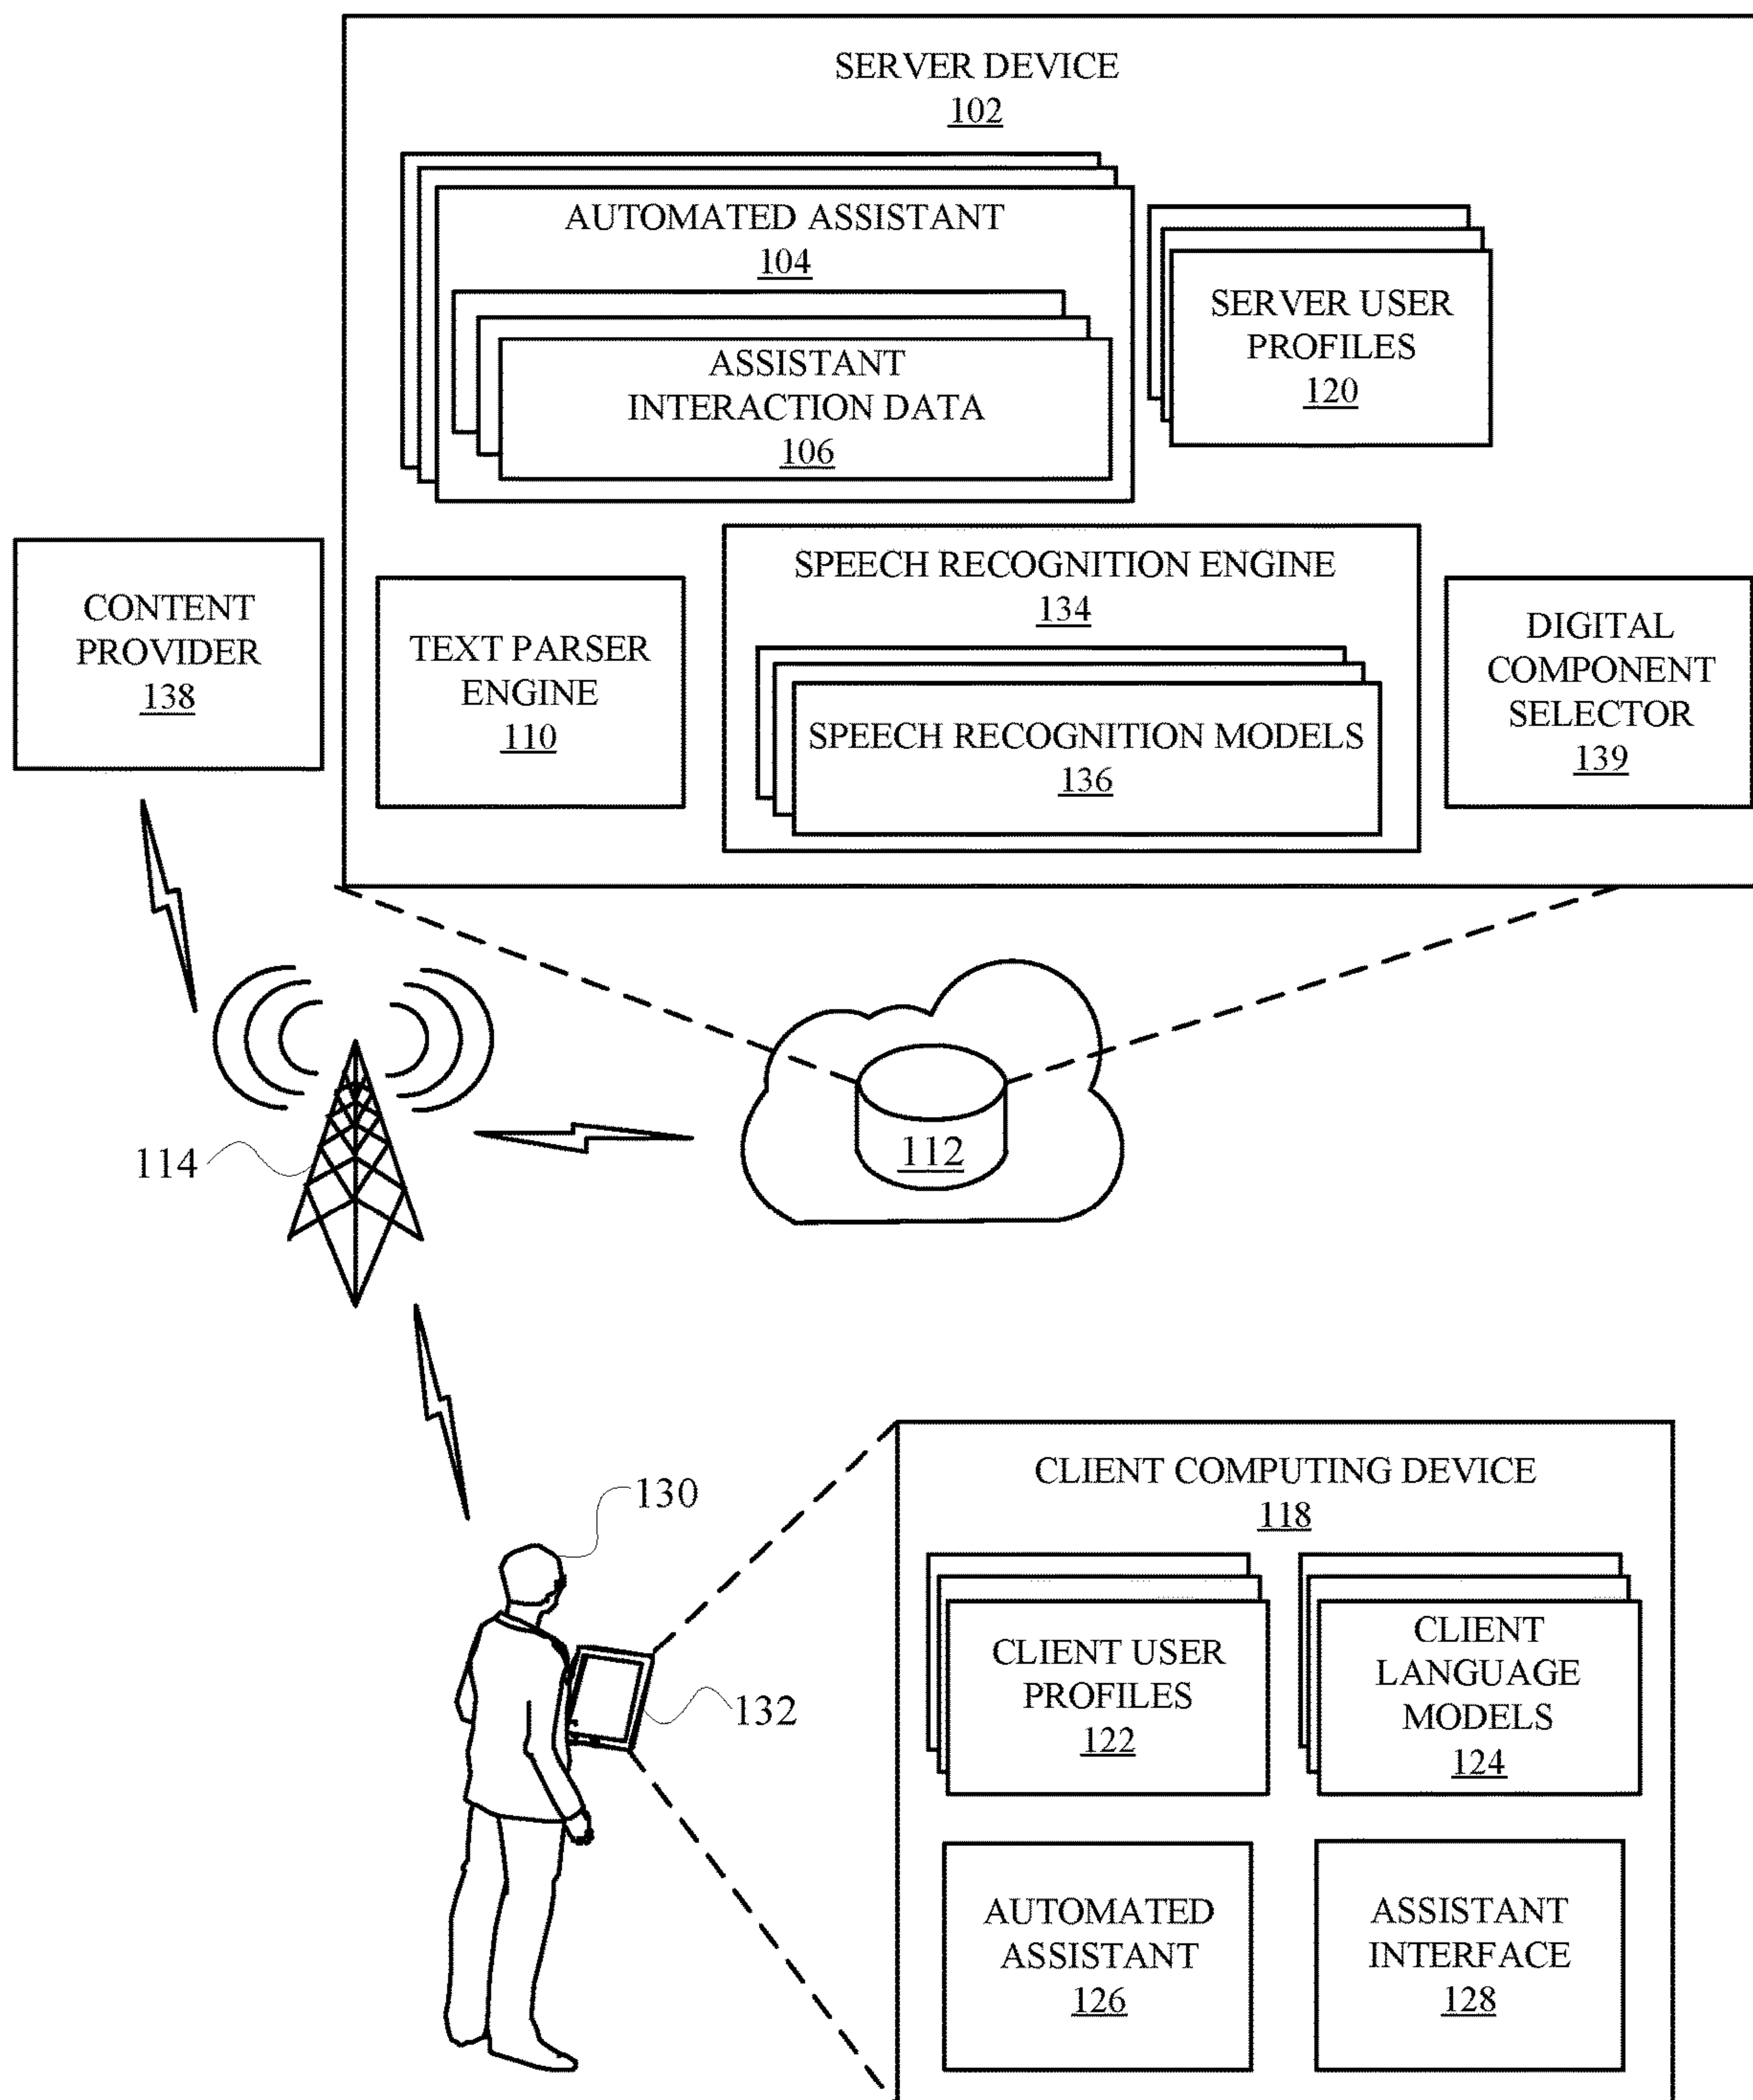 SERVER DEVICE
102
AUTOMATED ASSISTANT
104
ASSISTANT
INTERACTION DATA
106
SERVER USER
PROFILES
120
CONTENT
PROVIDER
138
TEXT PARSER
ENGINE
110
SPEECH RECOGNITION ENGINE
134
SPEECH RECOGNITION MODELS
136
DIGITAL
COMPONENT
SELECTOR
139
114
112
130
132
CLIENT COMPUTING DEVICE
118
CLIENT USER
PROFILES
122
CLIENT
LANGUAGE
MODELS
124
AUTOMATED
ASSISTANT
126
ASSISTANT
INTERFACE
128